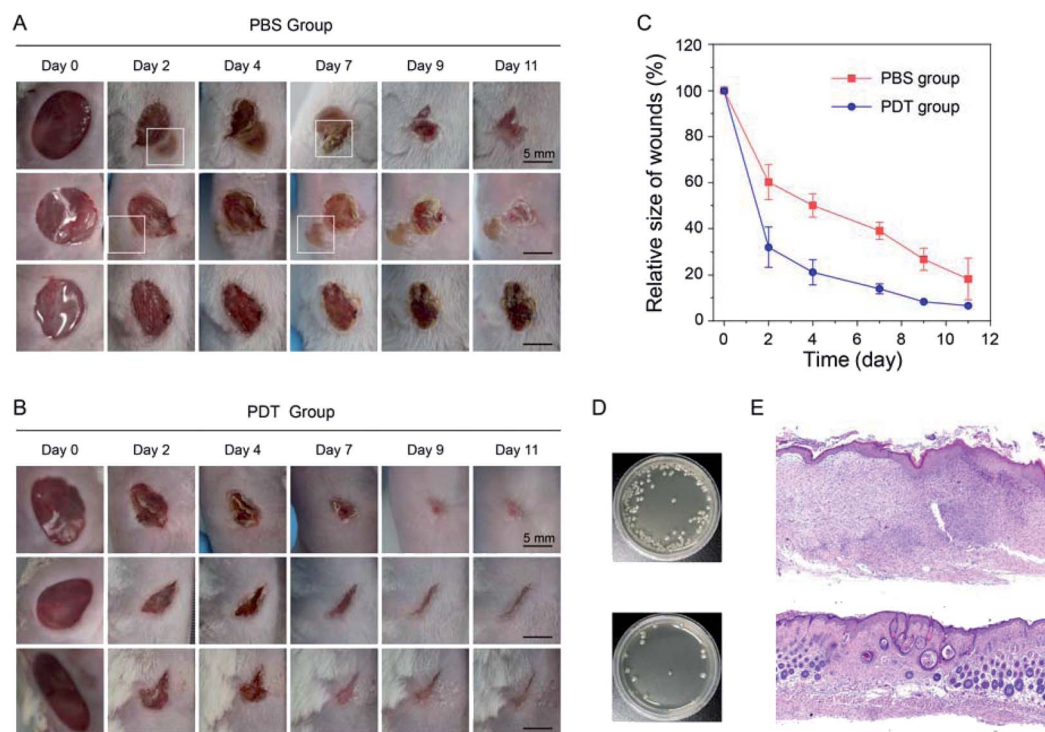 A
PBS Group
Day 0 Day 2 Day 4 Day 7 Day 9 Day 11
5 mm
B
PDT Group
Day 0 Day 2 Day 4 Day 7 Day 9 Day 11
5 mm
C
Relative size of wounds (%)
120
100
80
60
40
20
0
PBS group
PDT group
0 2 4 6 8 10 12
Time (day)
D
E